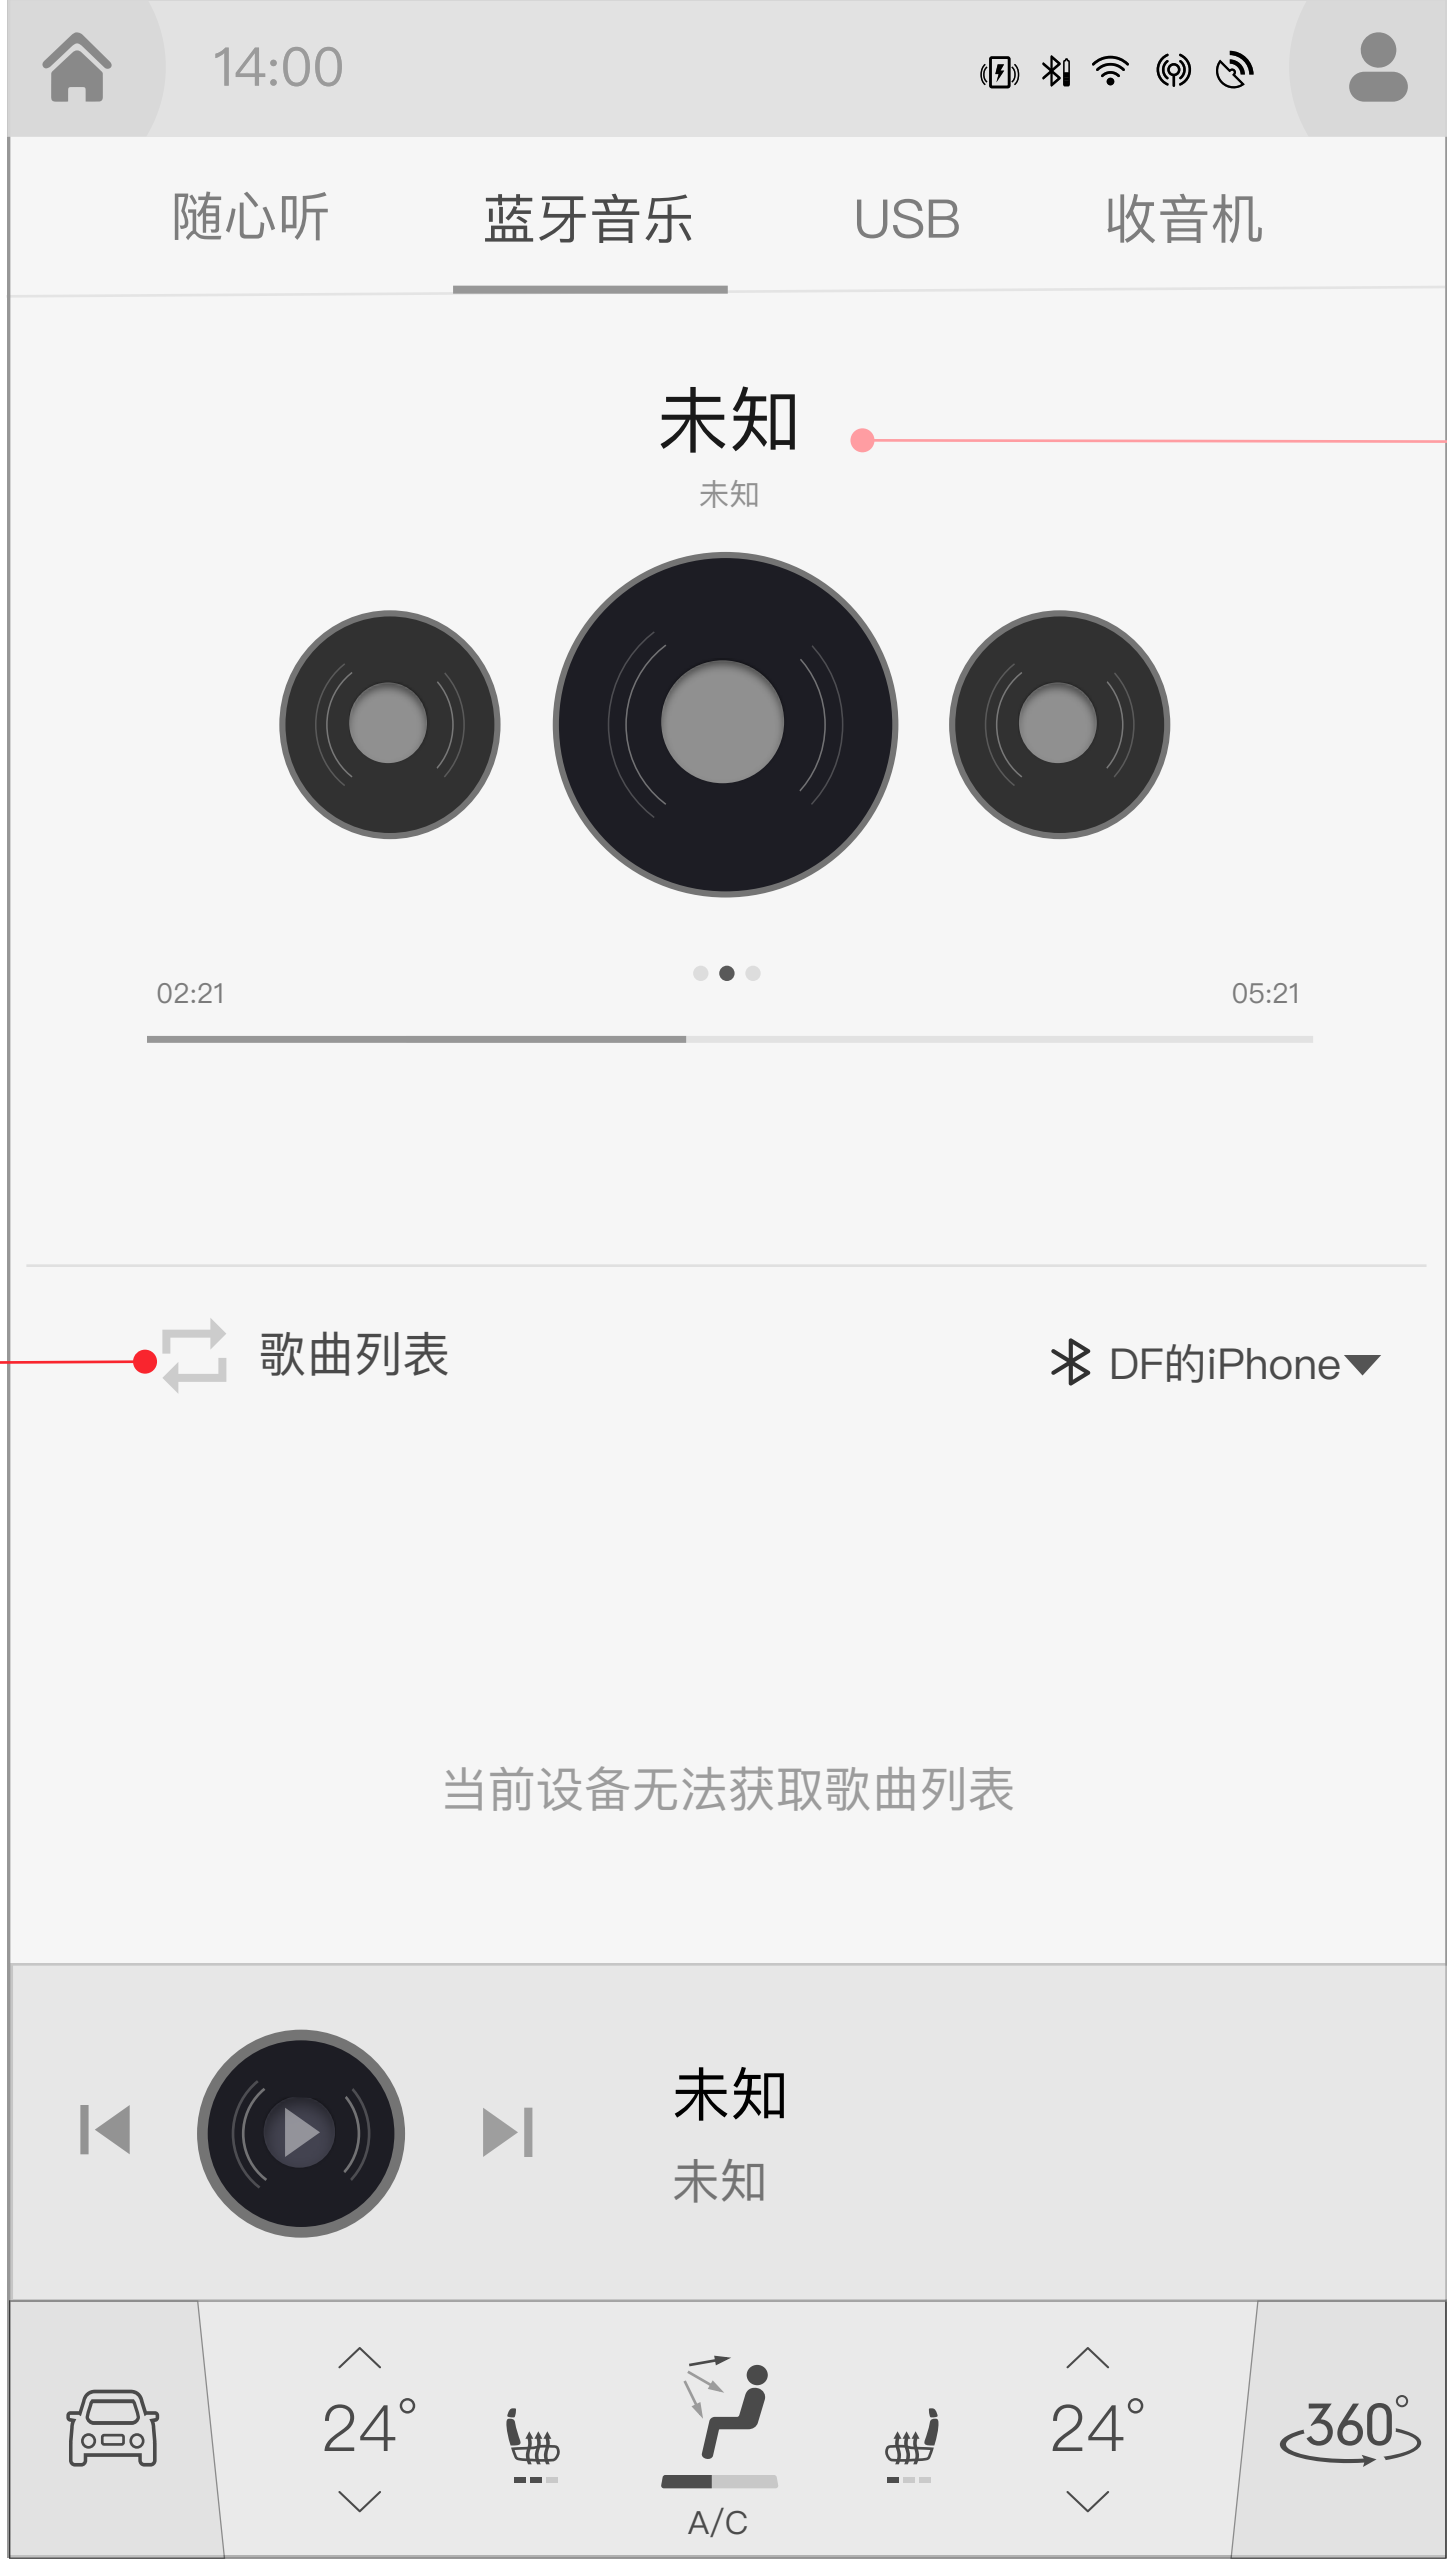 14:00
随心听
蓝牙音乐
USB
收音机
未知
未知
02:21
05:21
歌曲列表
DF的iPhone
当前设备无法获取歌曲列表
未知
未知
24°
24°
360°
A/C